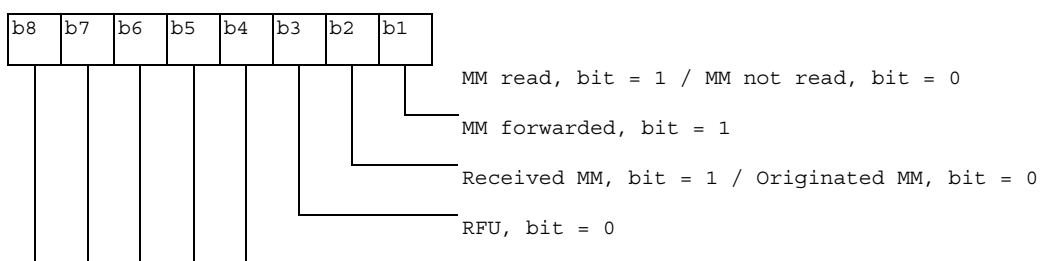 b8 b7 b6 b5 b4 b3 b2 b1
MM read, bit = 1 / MM not read, bit = 0
MM forwarded, bit = 1
Received MM, bit = 1 / Originated MM, bit = 0
RFU, bit = 0